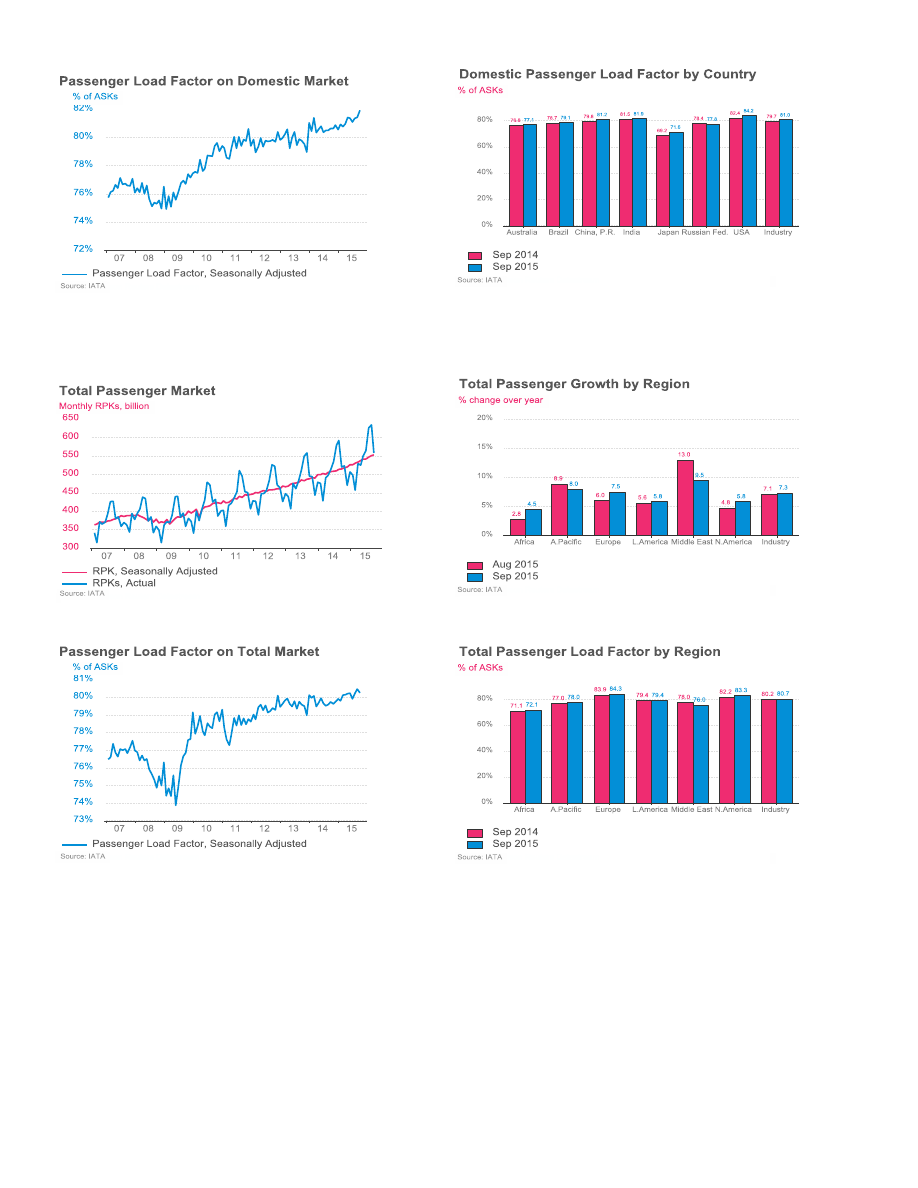 Passenger Load Factor on Domestic Market
% of ASKs
82%
80%
78%
76%
74%
72%
07 08 09 10 11 12 13 14 15
Passenger Load Factor, Seasonally Adjusted
Source: IATA
Domestic Passenger Load Factor by Country
% of ASKs
80%
60%
40%
20%
0%
77.1 78.7 79.1 81.2 81.5 71.5 78.4 82.4 84.2 79.7 81.0
Australia Brazil China, P.R. India Japan Russian Fed. USA Industry
Sep 2014
Sep 2015
Source: IATA
Total Passenger Market
Monthly RPKs, billion
650
600
550
500
450
400
350
300
07 08 09 10 11 12 13 14 15
RPK, Seasonally Adjusted
RPKs, Actual
Source: IATA
Total Passenger Growth by Region
% change over year
20%
15%
10%
5%
0%
2.8 4.5 8.9 8.0 6.0 7.5 5.6 5.8 13.0 9.5 5.8 7.1 7.3
Africa A.Pacific Europe L.America Middle East N.America Industry
Aug 2015
Sep 2015
Source: IATA
Passenger Load Factor on Total Market
% of ASKs
81%
80%
79%
78%
77%
76%
75%
74%
73%
07 08 09 10 11 12 13 14 15
Passenger Load Factor, Seasonally Adjusted
Source: IATA
Total Passenger Load Factor by Region
% of ASKs
80%
60%
40%
20%
0%
71.1 72.1 77.0 78.0 83.9 84.3 79.4 79.4 78.0 76.0 82.2 83.3 80.2 80.7
Africa A.Pacific Europe L.America Middle East N.America Industry
Sep 2014
Sep 2015
Source: IATA